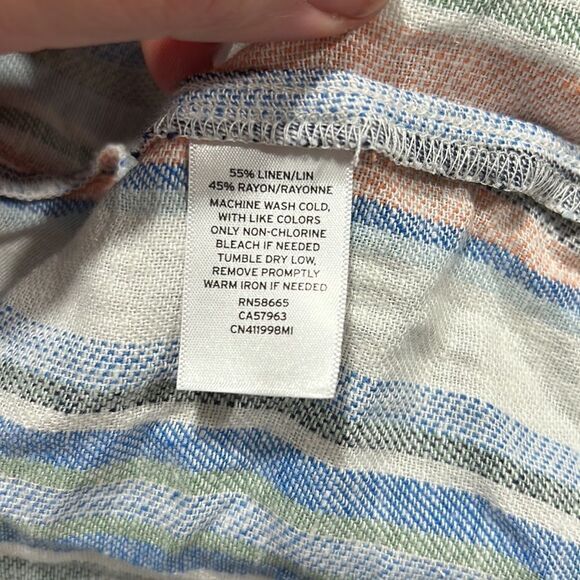 55% LINEN/LIN
45% RAYON/RAYONNE
MACHINE WASH COLD,
WITH LIKE COLORS
ONLY NON-CHLORINE
BLEACH IF NEEDED
TUMBLE DRY LOW,
REMOVE PROMPTLY
WARM IRON IF NEEDED
RN58665
CA57963
CN411998MI